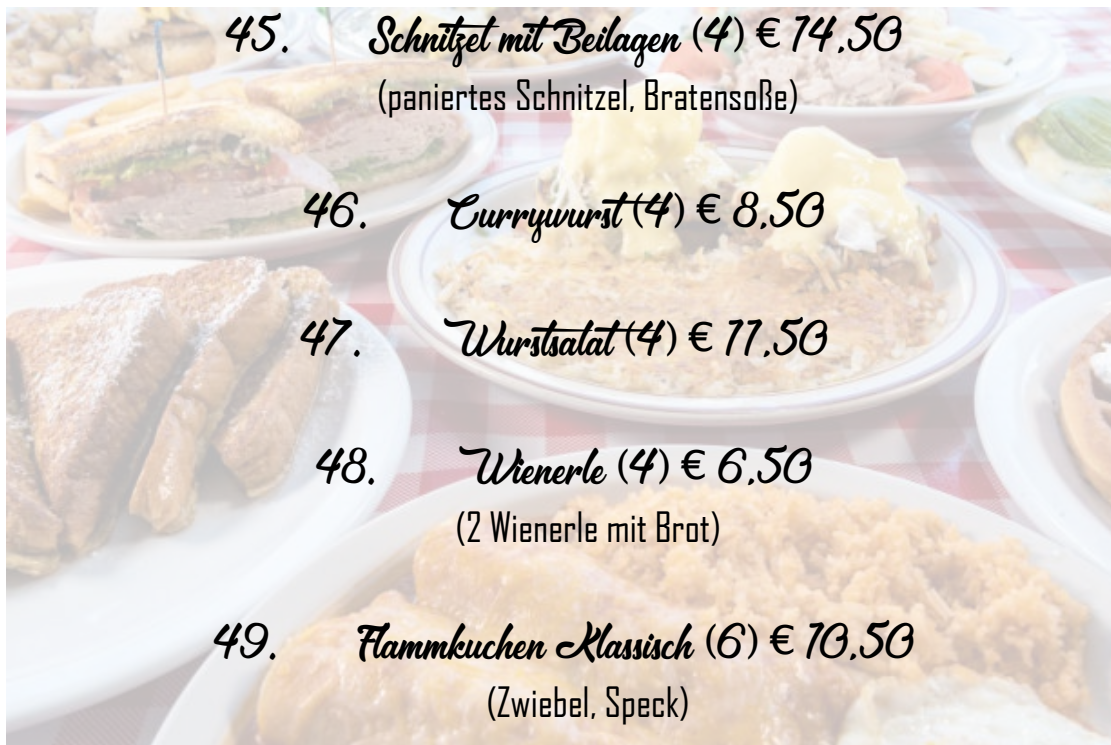 45. Schnitzel mit Beilagen (4) € 14,50
(paniertes Schnitzel, Bratensoße)
46. Currywurst (4) € 8,50
47. Wurstsalat (4) € 11,50
48. Wienerle (4) € 6,50
(2 Wienerle mit Brot)
49. Flammkuchen Klassisch (6) € 10,50
(Zwiebel, Speck)